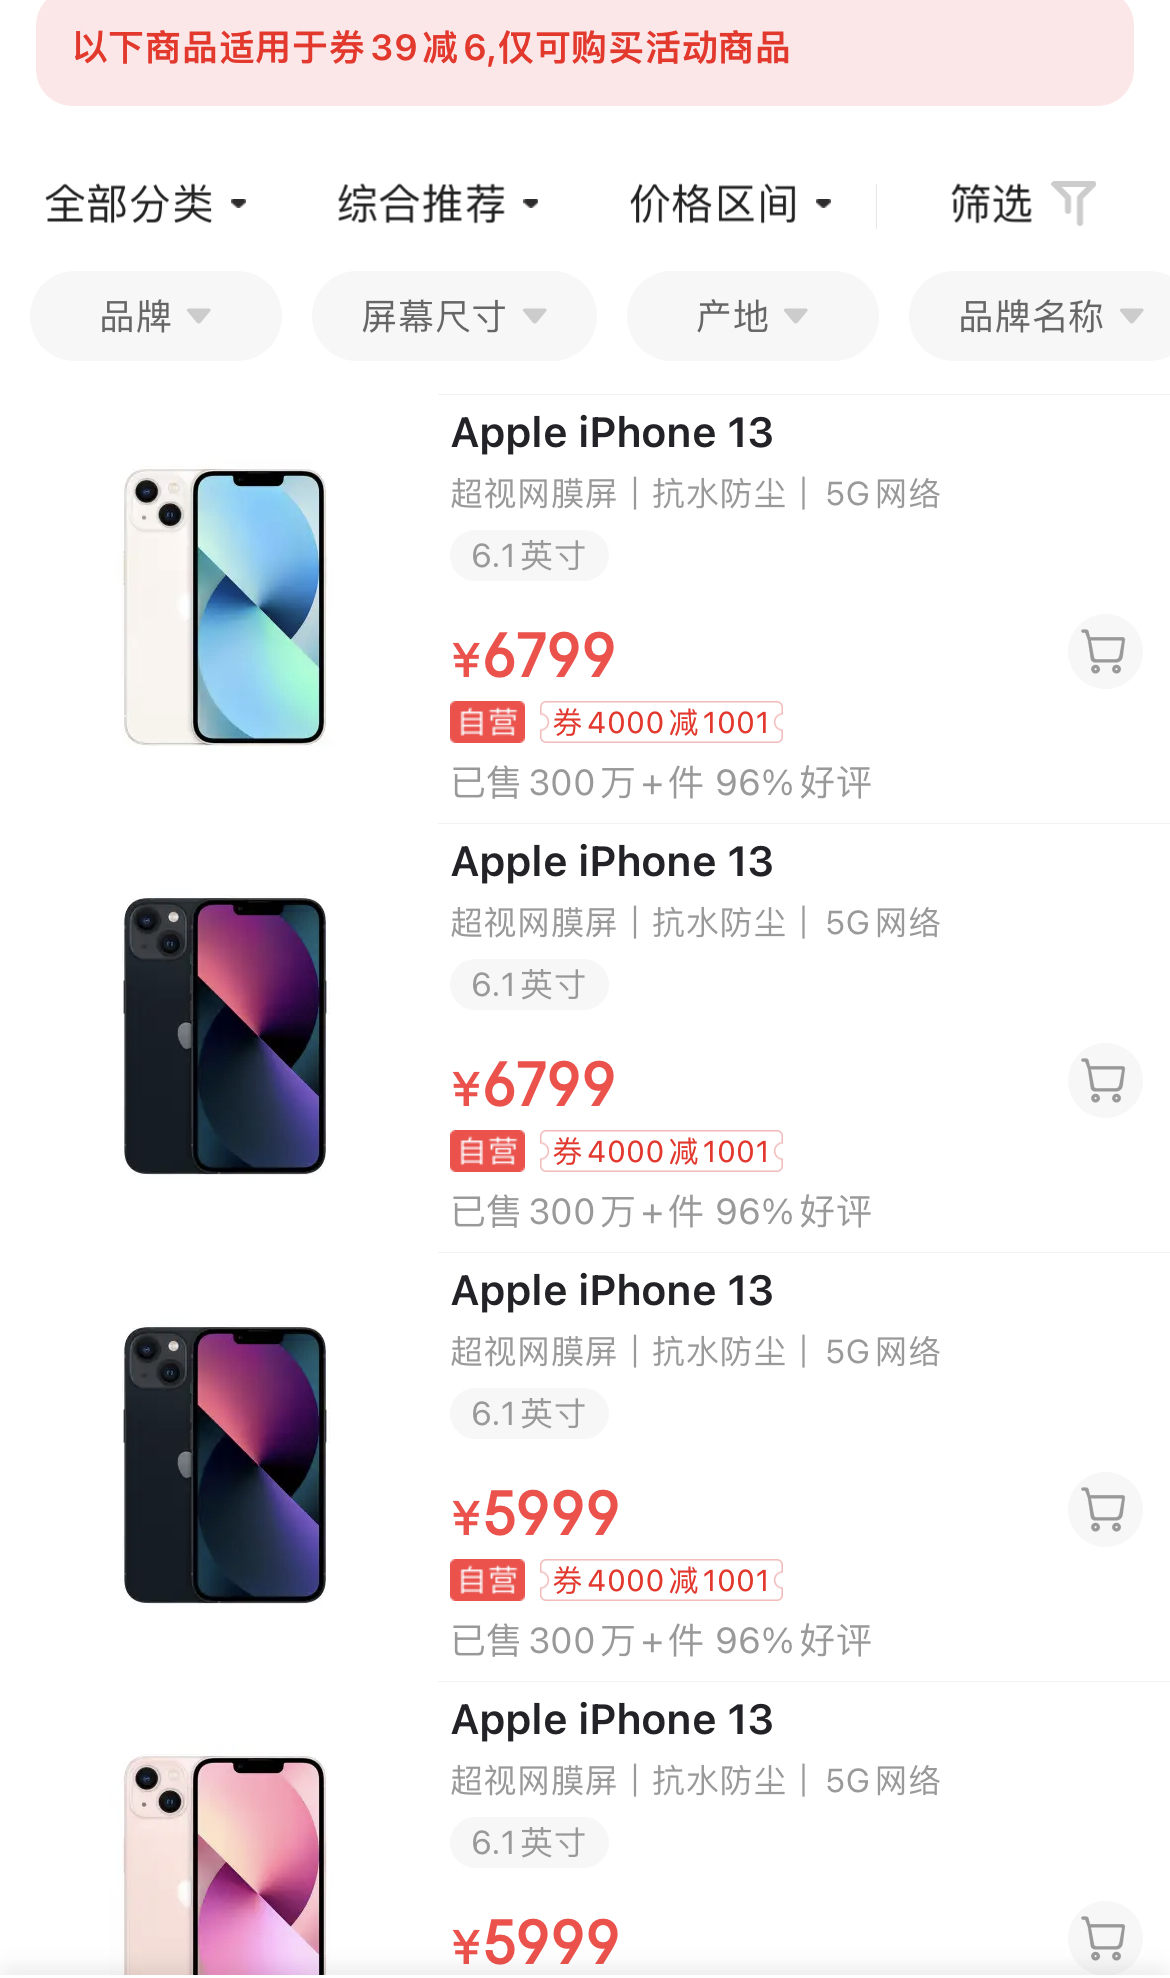 以下商品适用于券39减6,仅可购买活动商品
全部分类 综合推荐 价格区间 筛选
品牌 屏幕尺寸 产地 品牌名称
Apple iPhone 13
超视网膜屏 | 抗水防尘 | 5G网络
6.1英寸
¥6799
自营 券4000减1001
已售300万+件 96%好评
Apple iPhone 13
超视网膜屏 | 抗水防尘 | 5G网络
6.1英寸
¥6799
自营 券4000减1001
已售300万+件 96%好评
Apple iPhone 13
超视网膜屏 | 抗水防尘 | 5G网络
6.1英寸
¥5999
自营 券4000减1001
已售300万+件 96%好评
Apple iPhone 13
超视网膜屏 | 抗水防尘 | 5G网络
6.1英寸
¥5999